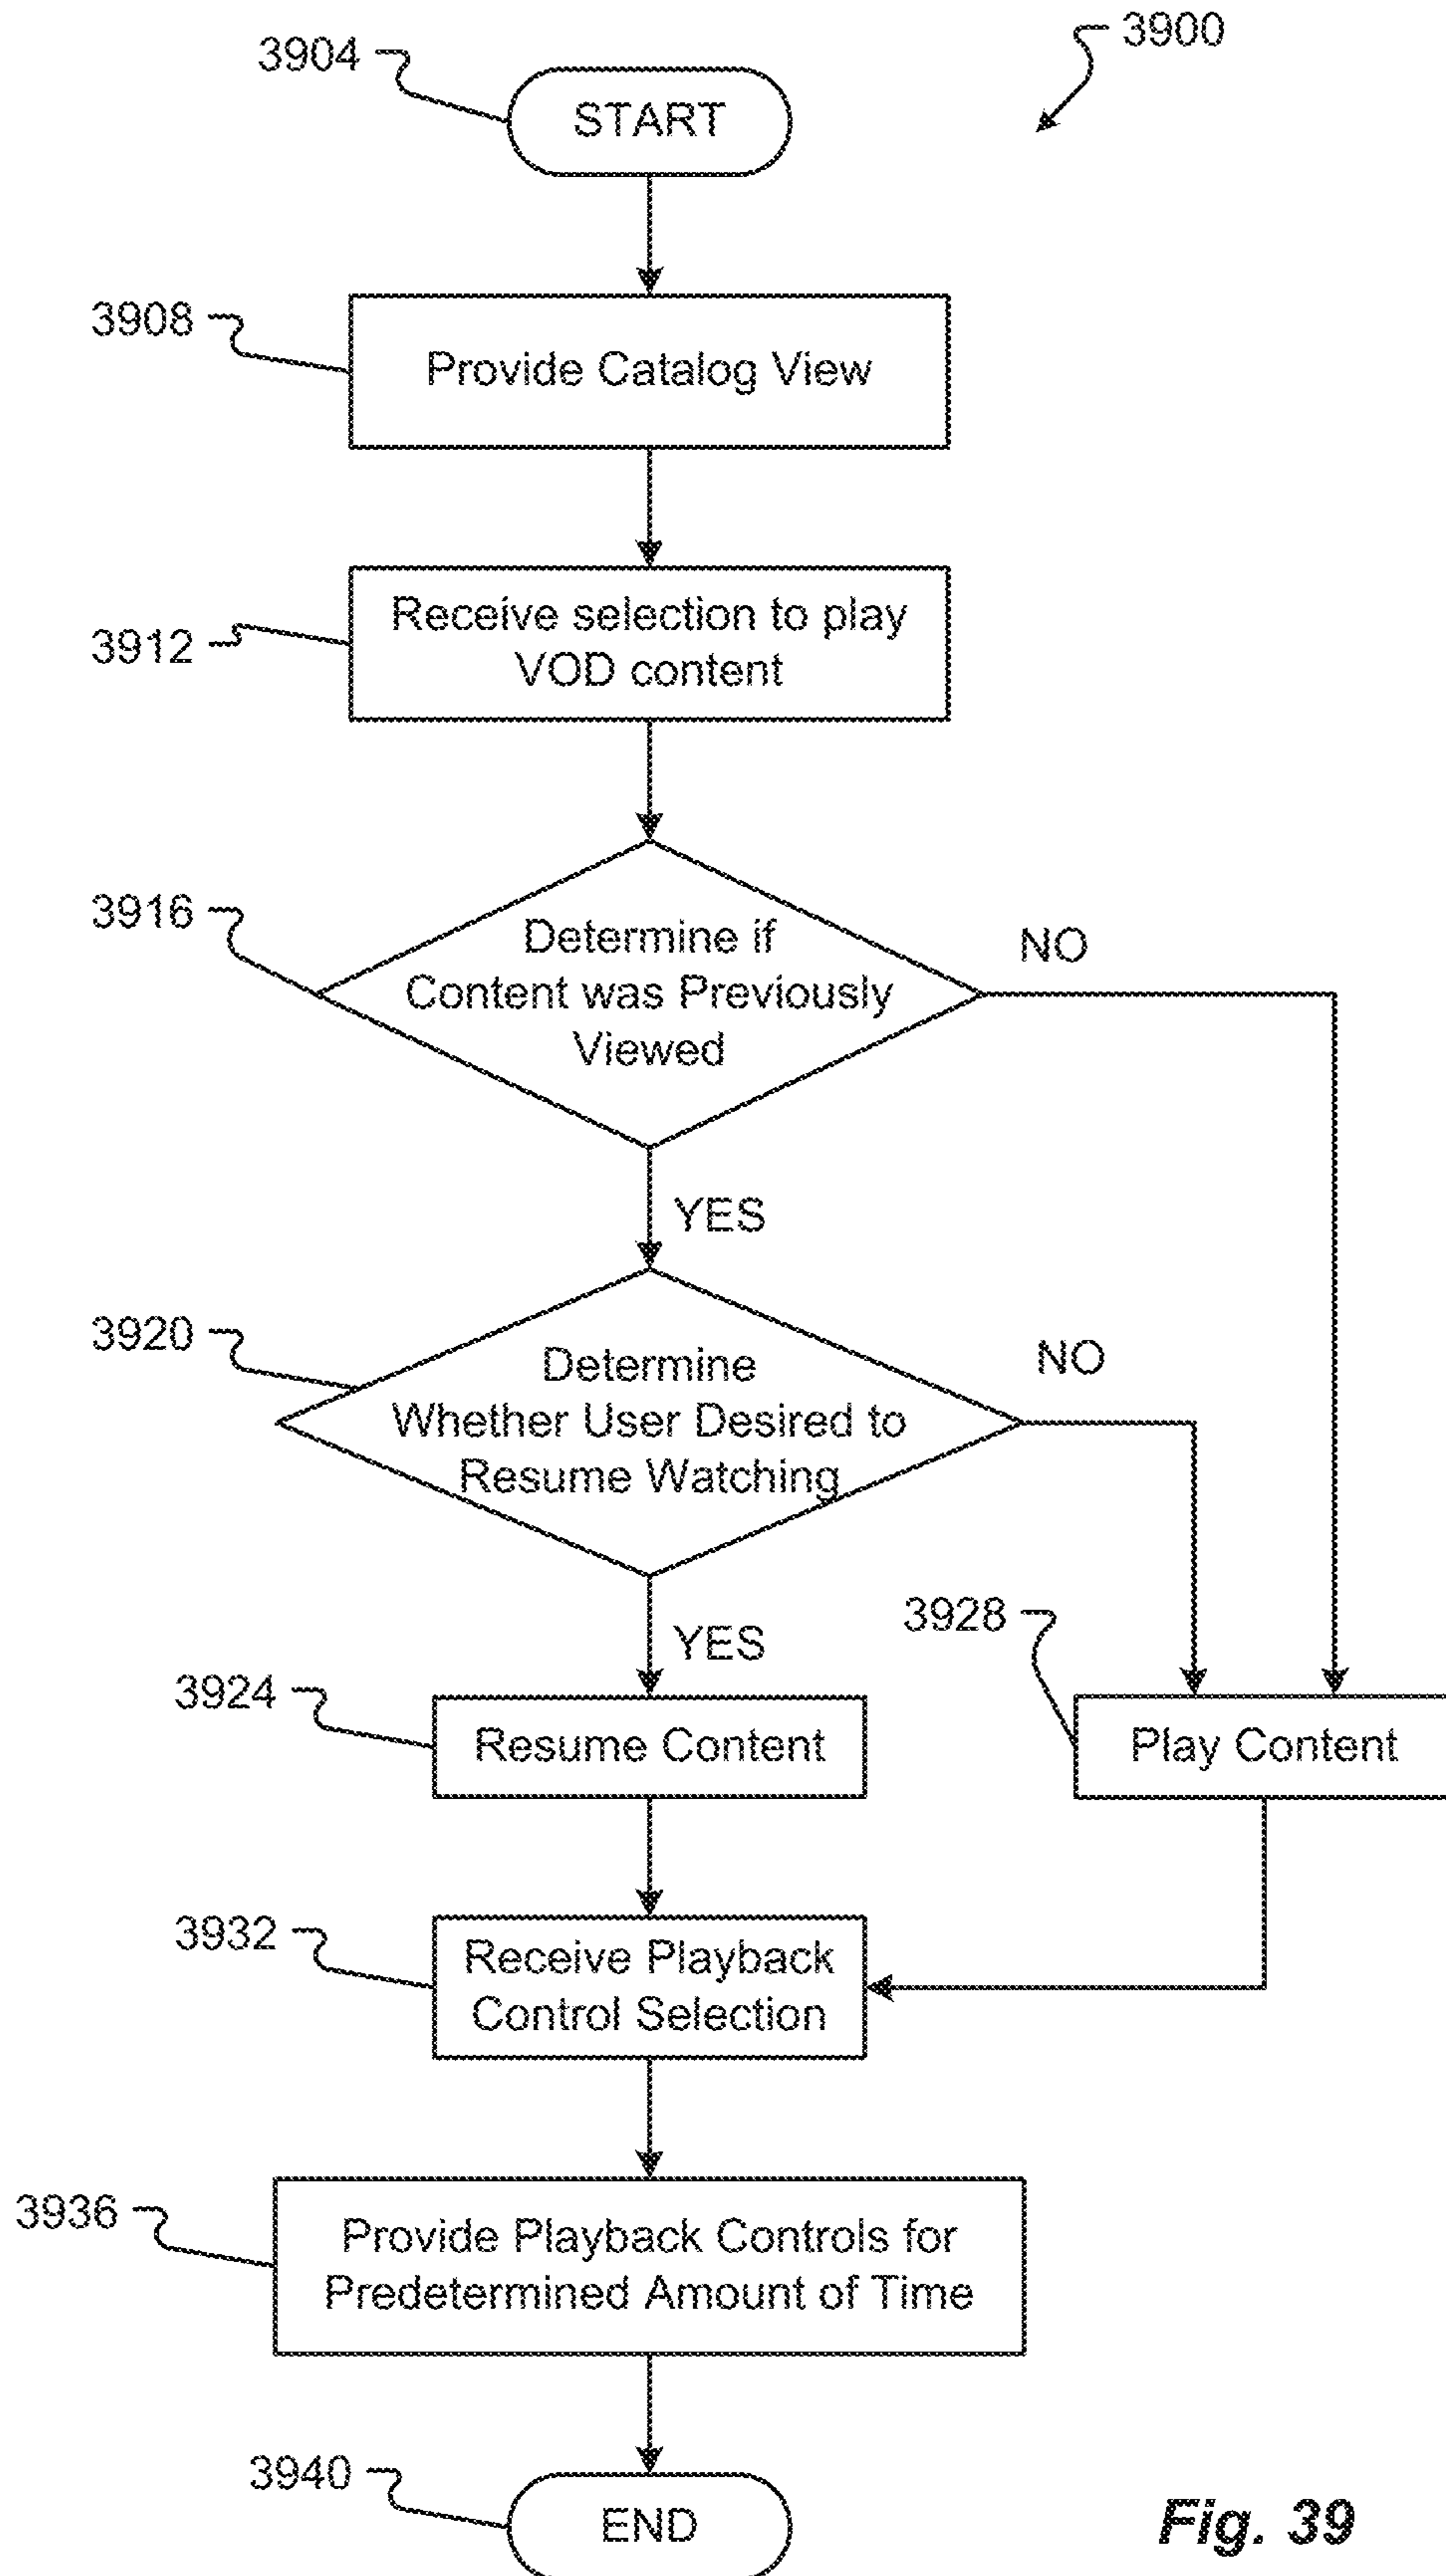 3900
3904
START
3908
Provide Catalog View
3912
Receive selection to play
VOD content
3916
Determine if
Content was Previously
Viewed
NO
YES
3920
Determine
Whether User Desired to
Resume Watching
NO
YES
3924
Resume Content
3928
Play Content
3932
Receive Playback
Control Selection
3936
Provide Playback Controls for
Predetermined Amount of Time
3940
END
Fig. 39